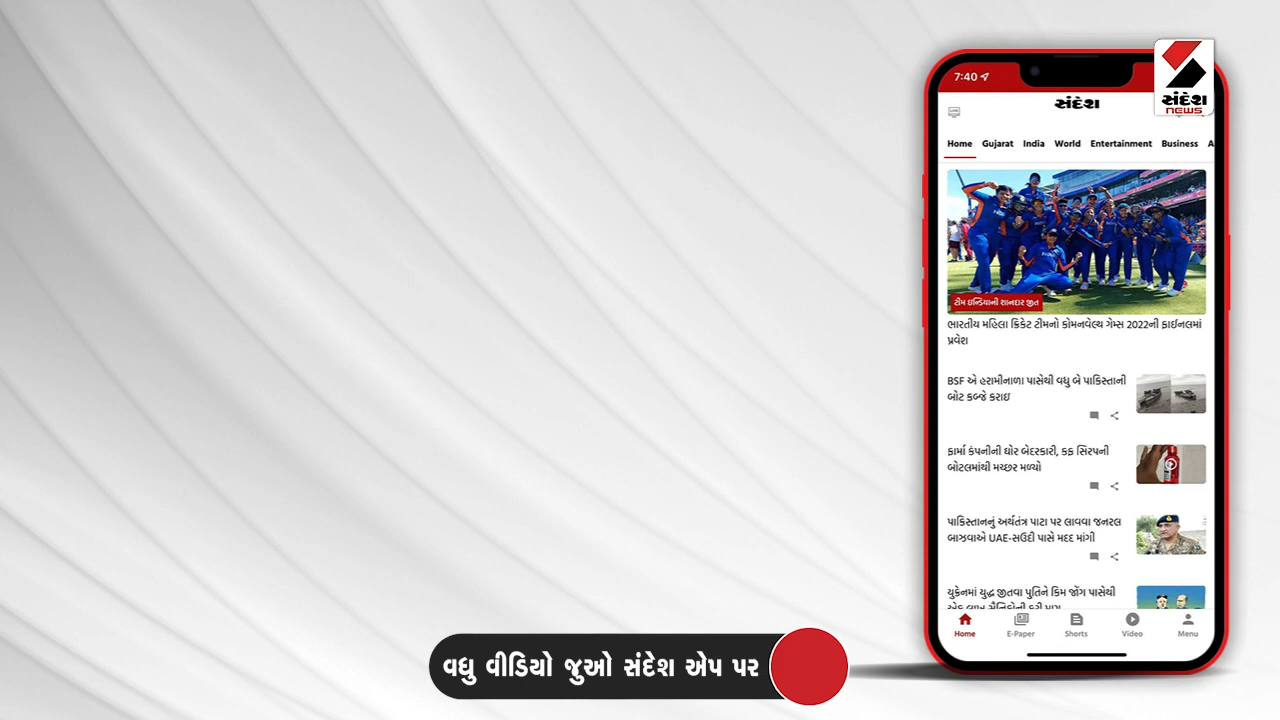 સંદેશ
NEWS
7:40
સંદેશ
Home Gujarat India World Entertainment Business A
ટીમ ઇન્ડિયાની શાનદાર જીત
ભારતીય મહિલા ક્રિકેટ ટીમનો કોમનવેલ્થ ગેમ્સ 2022ની ફાઈનલમાં
પ્રવેશ
BSF એ હરામીનાળા પાસેથી વધુ બે પાકિસ્તાની
બોટ કબ્જે કરાઇ
ફાર્મા કંપનીની ઘોર બેદરકારી, કફ સિરપની
બોટલમાંથી મચ્છર મળ્યો
પાકિસ્તાનનું અર્થતંત્ર પાટા પર લાવવા જનરલ
બાઝવાએ UAE-સઉદી પાસે મદદ માંગી
યુક્રેનમાં યુદ્ધ જીતવા પુતિને કિમ જોંગ પાસેથી
Home E-Paper Shorts Video Menu
વધુ વીડિયો જુઓ સંદેશ એપ પર